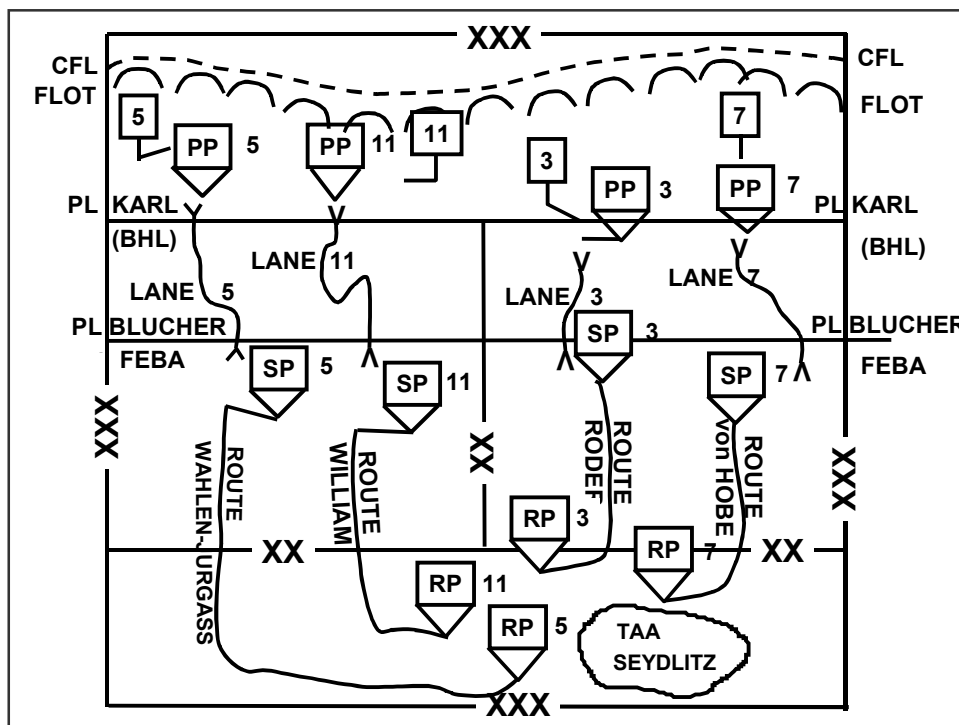 XXX
CFL
CFL
FLOT
FLOT
5
PP 5
PP 11
11
3
PP 3
7
PP 7
PL KARL
PL KARL
(BHL)
(BHL)
LANE 5
LANE 11
LANE 3
LANE 7
PL BLUCHER
PL BLUCHER
FEBA
FEBA
SP 5
SP 11
SP 3
SP 7
XXX
XX
XXX
ROUTE
WAHLEN-JURGASS
ROUTE
WILLIAM
ROUTE
RODEF
ROUTE
von HOBE
XX
XX
RP 3
RP 7
RP 11
RP 5
TAA
SEYDLITZ
XXX